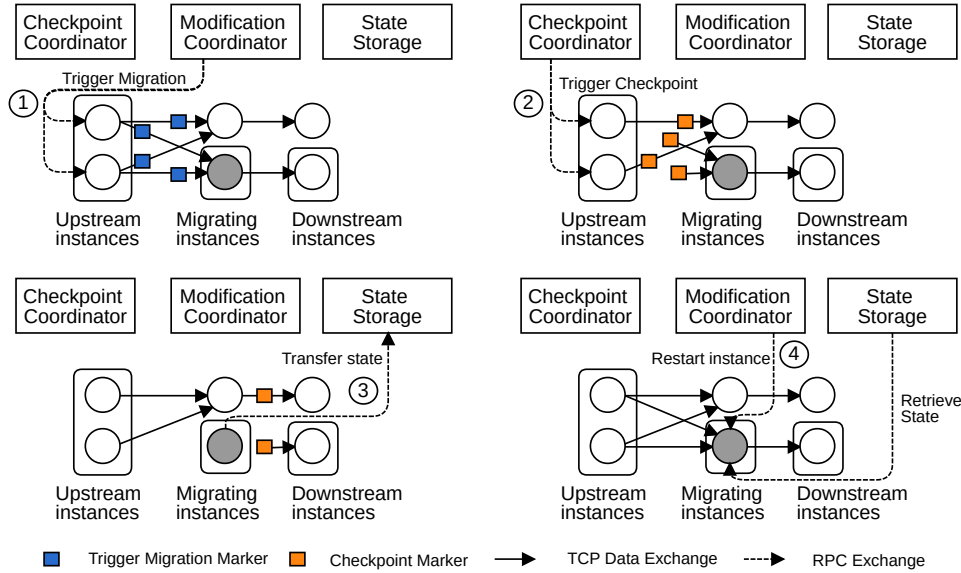 Checkpoint
Coordinator
Modification
Coordinator
State
Storage
Trigger Migration
1
Upstream
instances
Migrating
instances
Downstream
instances
Checkpoint
Coordinator
Modification
Coordinator
State
Storage
2
Trigger Checkpoint
Upstream
instances
Migrating
instances
Downstream
instances
Checkpoint
Coordinator
Modification
Coordinator
State
Storage
Transfer state
3
Upstream
instances
Migrating
instances
Downstream
instances
Checkpoint
Coordinator
Modification
Coordinator
State
Storage
Restart instance
4
Retrieve
State
Upstream
instances
Migrating
instances
Downstream
instances
Trigger Migration Marker
Checkpoint Marker
TCP Data Exchange
RPC Exchange